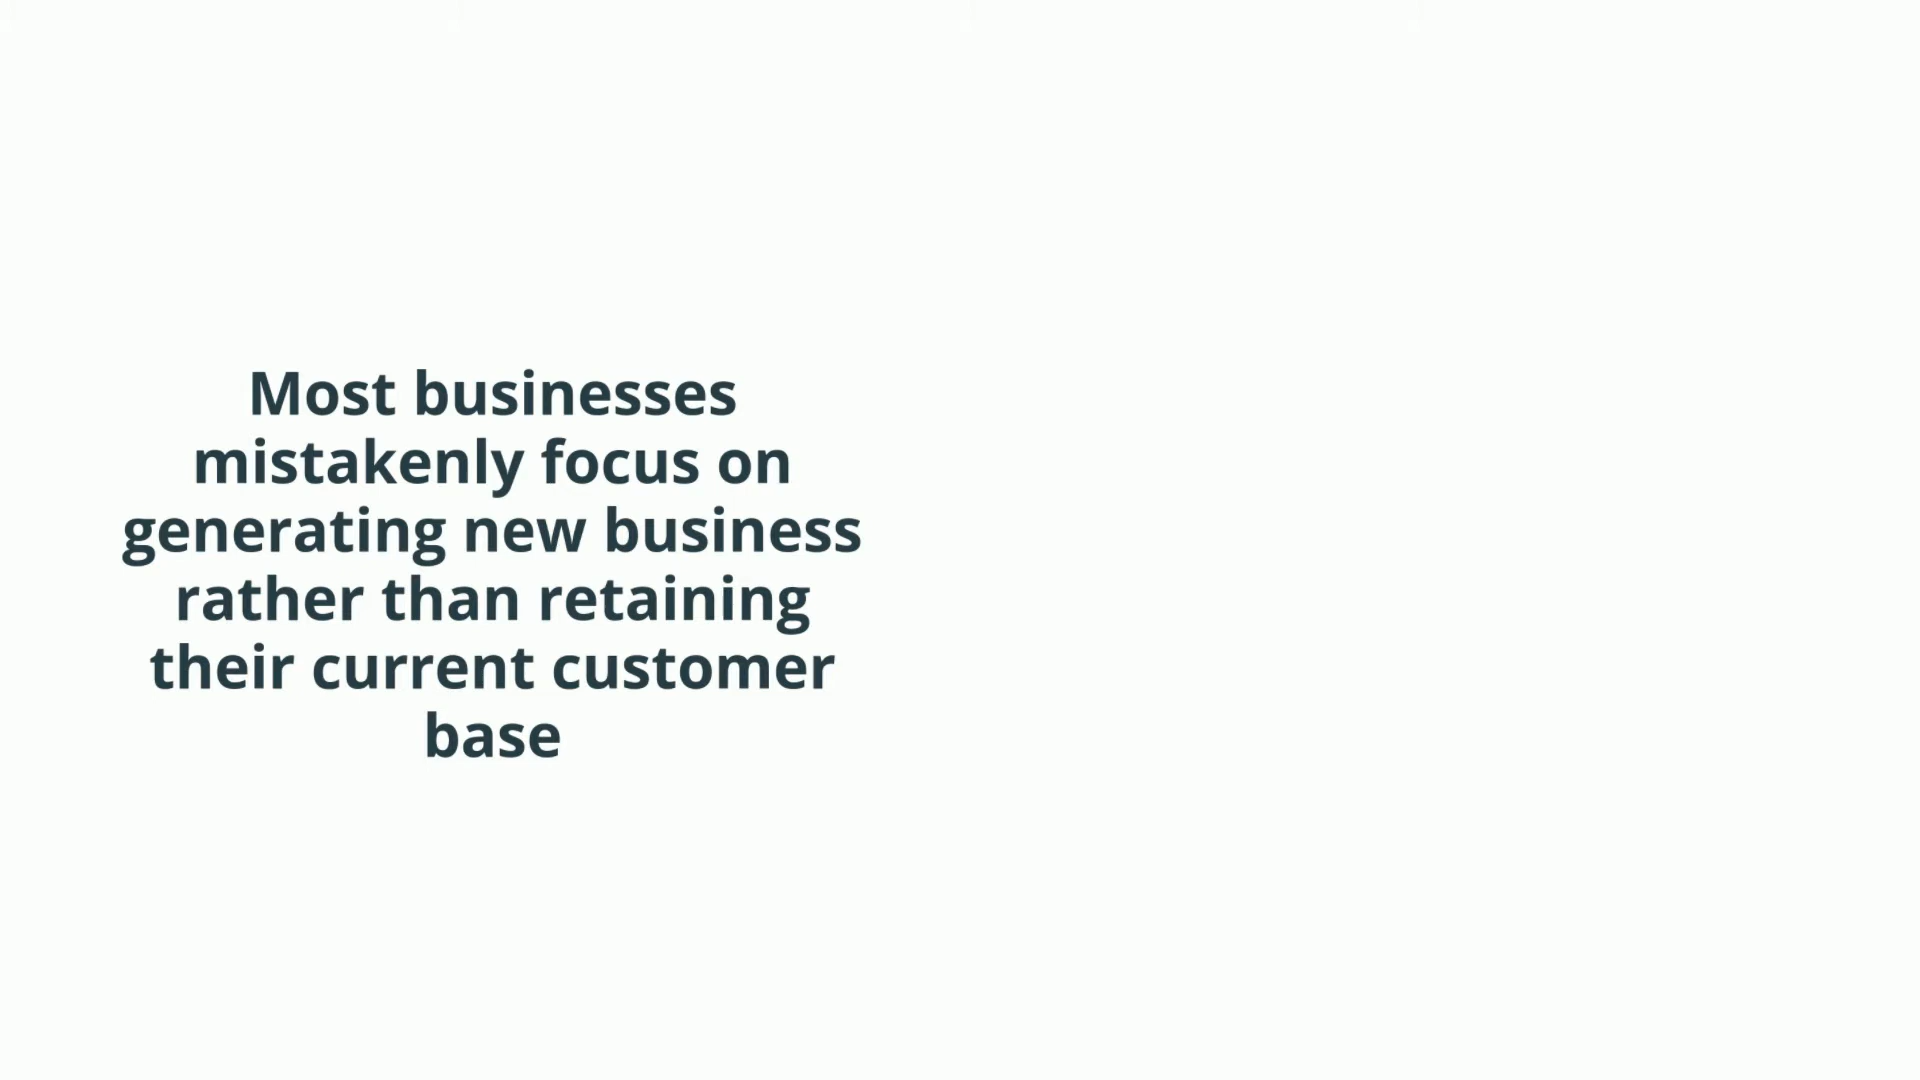 Most businesses
mistakenly focus on
generating new business
rather than retaining
their current customer
base